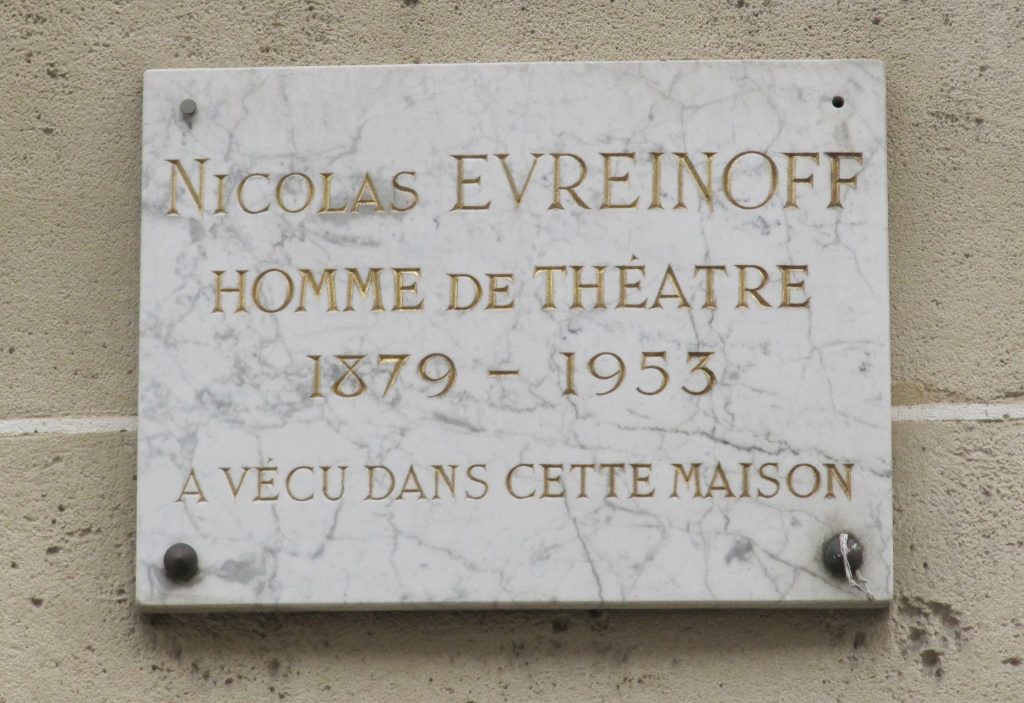 NICOLAS EVREINOFF
HOMME DE THÉATRE
1879 - 1953
A VÉCU DANS CETTE MAISON